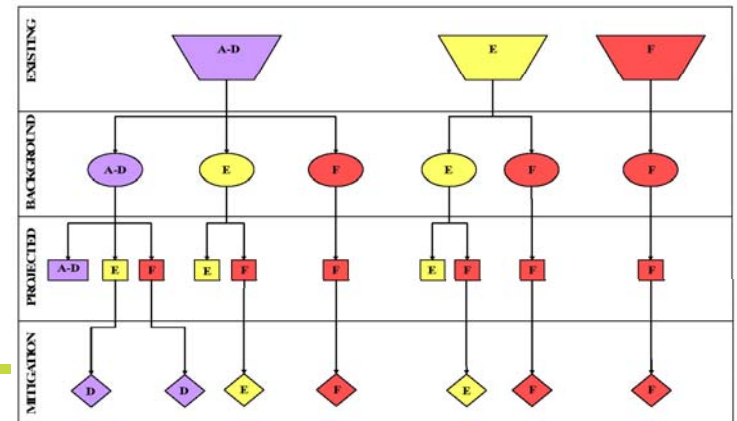 EXISTING
A-D E F
BACKGROUND
A-D E F E F F
PROJECTED
A-D E F E F F E F F F
MITIGATION
D D E F E F F